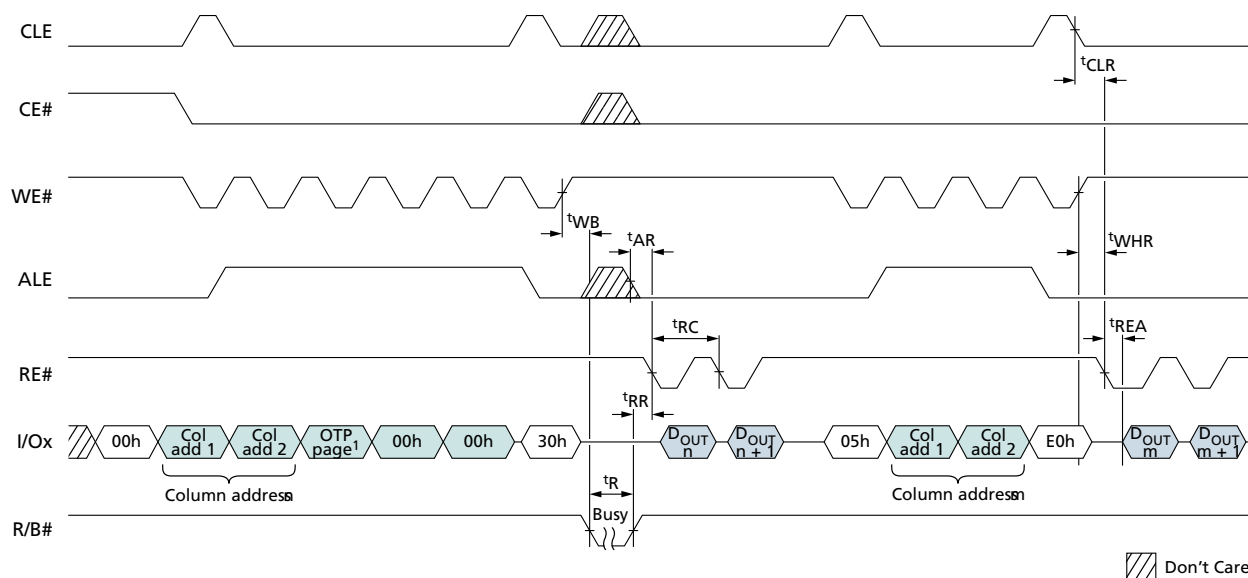 CLE
tCLR
CE#
WE#
tWB
tAR
tWHR
ALE
tRC
tREA
RE#
tRR
I/Ox
00h
Col add 1
Col add 2
OTP page1
00h
00h
30h
DOUT n
DOUT n + 1
05h
Col add 1
Col add 2
E0h
DOUT m
DOUT m + 1
Column address n
tR
Column address m
R/B#
Busy
Don't Care